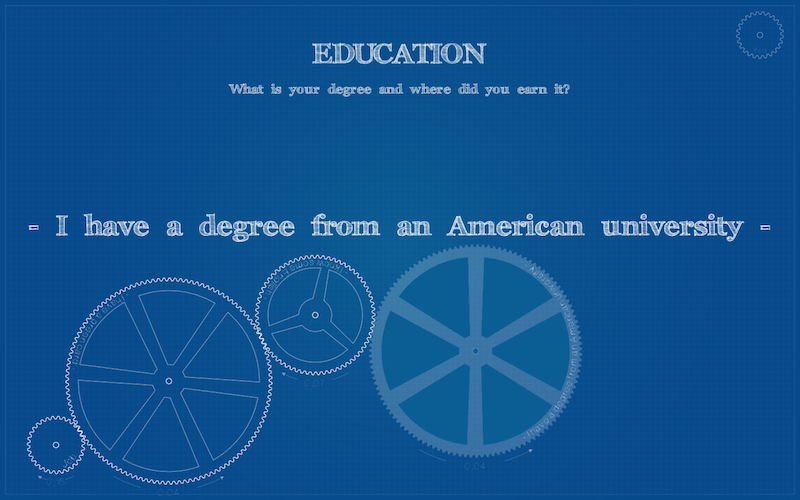 EDUCATION
What is your degree and where did you earn it?
- I have a degree from an American university -